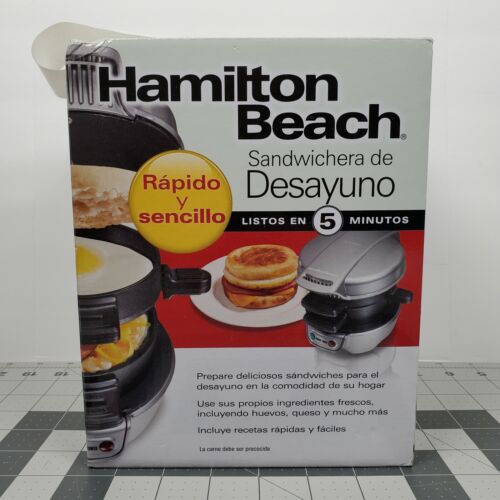 Hamilton
Beach®
Sandwichera de
Desayuno
Rápido
y
sencillo
LISTOS EN 5 MINUTOS
Prepare deliciosos sándviches para el
desayuno en la comodidad de su hogar
Use sus propios ingredientes frescos,
incluyendo huevos, queso y mucho más
Incluye recetas rápidas y fáciles
La carne debe ser precocida